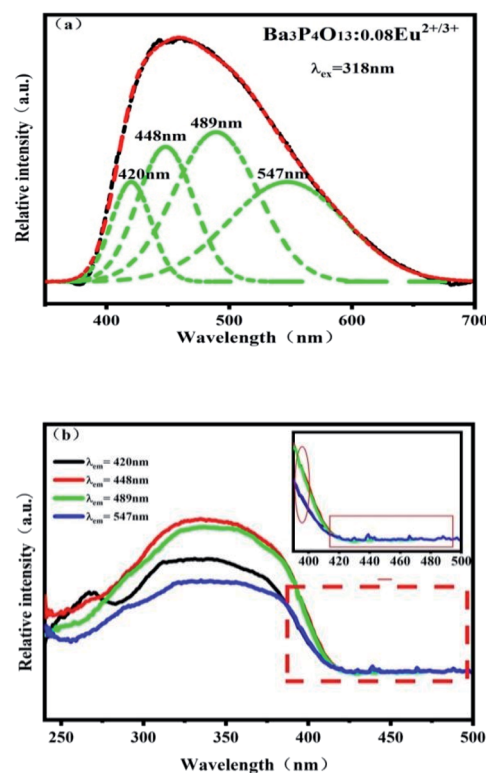 (a)
Ba₃P₄O₁₃:0.08Eu²⁺/³⁺
λex=318nm
489nm
448nm
420nm
547nm
Relative intensity (a.u.)
400 500 600 700
Wavelength (nm)
(b)
λem= 420nm
λem= 448nm
λem= 489nm
λem= 547nm
400 420 440 460 480 500
Relative intensity (a.u.)
250 300 350 400 450 500
Wavelength (nm)